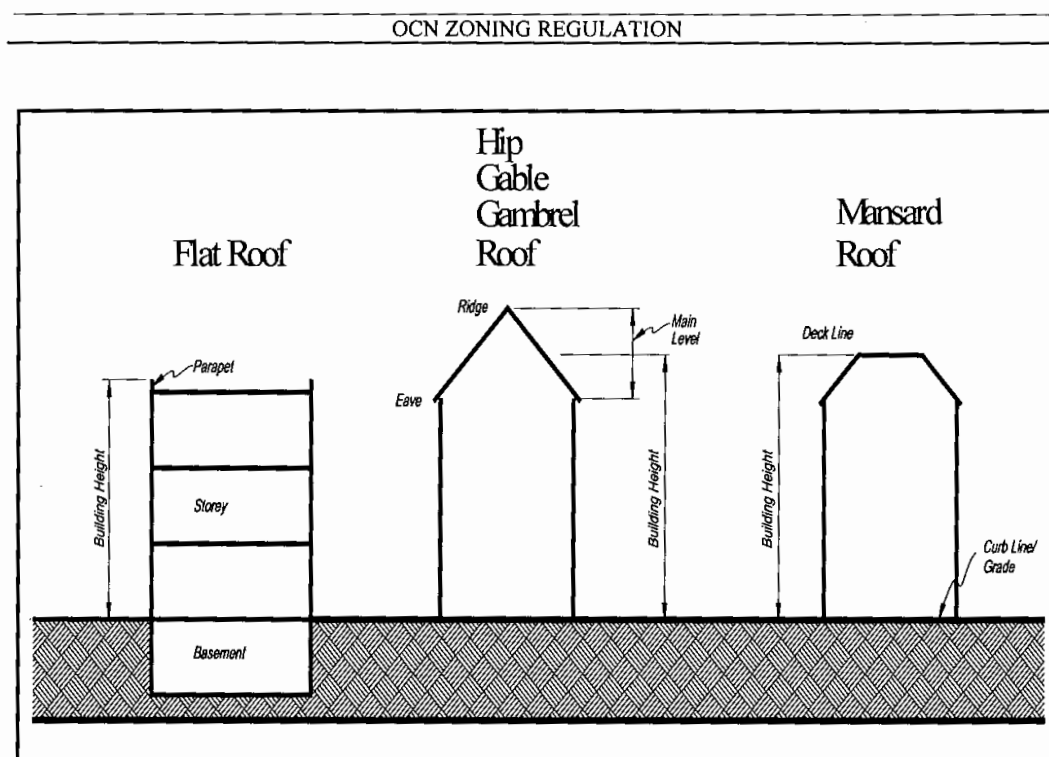 OCN ZONING REGULATION
Hip
Gable
Gambrel
Roof
Mansard
Roof
Flat Roof
Ridge
Main
Level
Deck Line
Parapet
Eave
Building Height
Storey
Building Height
Building Height
Curb Line/
Grade
Basement